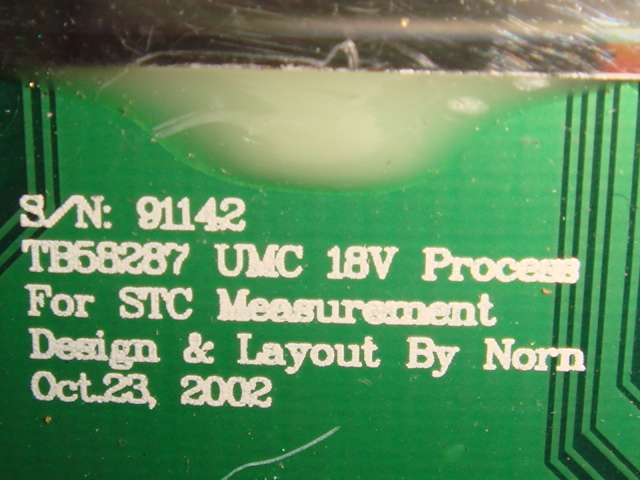 S/N: 91142
TB58287 UMC 18V Process
For STC Measurement
Design & Layout By Norn
Oct.23, 2002